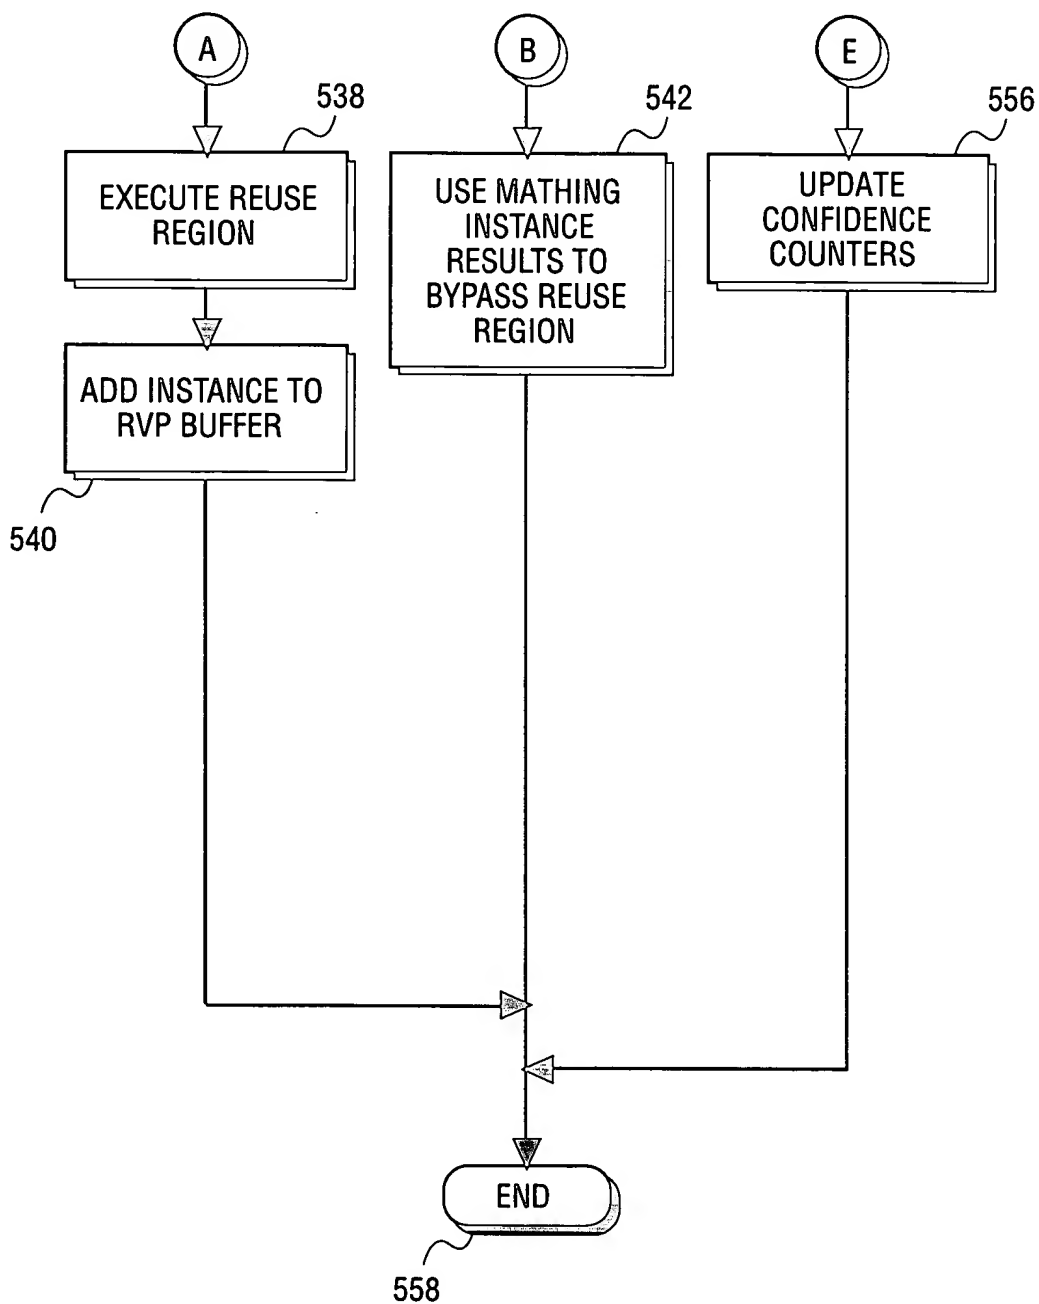 A
B
E
538
542
556
EXECUTE REUSE
REGION
USE MATHING
INSTANCE
RESULTS TO
BYPASS REUSE
REGION
UPDATE
CONFIDENCE
COUNTERS
ADD INSTANCE TO
RVP BUFFER
540
END
558